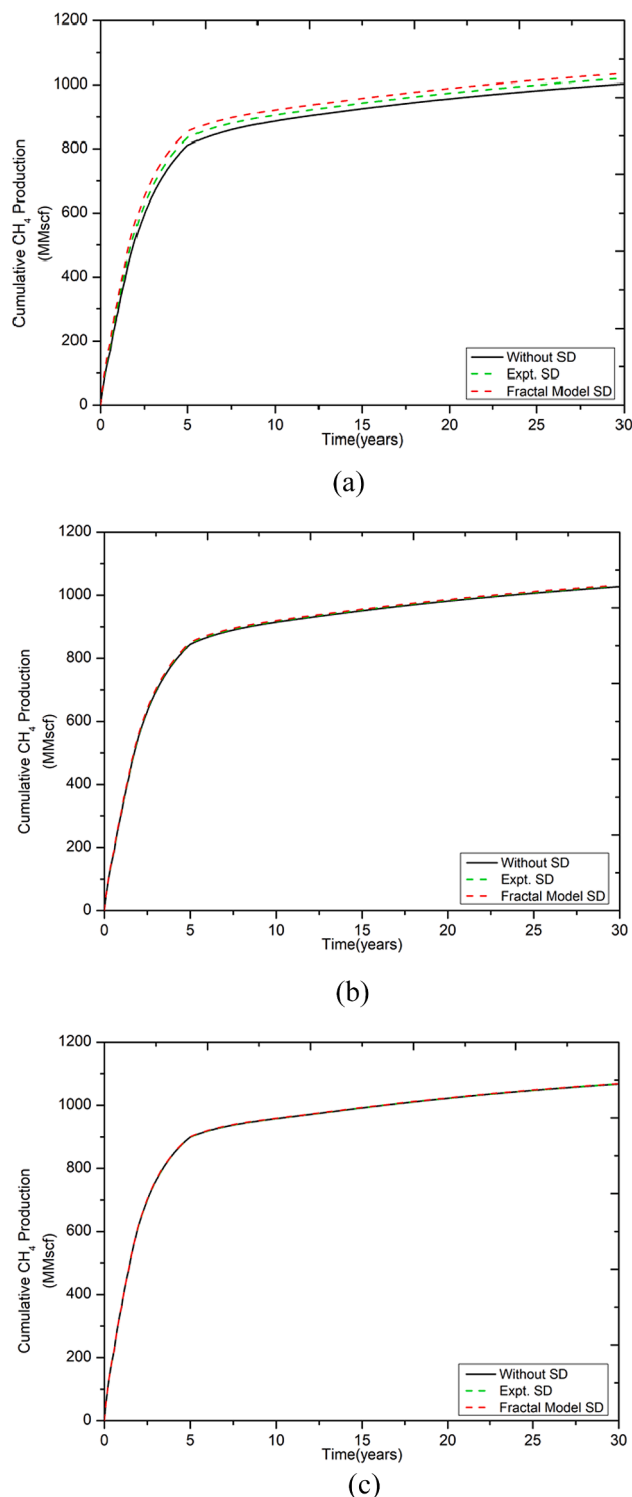 1200
1000
800
600
400
200
0
Cumulative CH4 Production
(MMscf)
Without SD
Expt. SD
Fractal Model SD
0 5 10 15 20 25 30
Time(years)
(a)
1200
1000
800
600
400
200
0
Cumulative CH4 Production
(MMscf)
Without SD
Expt. SD
Fractal Model SD
0 5 10 15 20 25 30
Time(years)
(b)
1200
1000
800
600
400
200
0
Cumulative CH4 Production
(MMscf)
Without SD
Expt. SD
Fractal Model SD
0 5 10 15 20 25 30
Time(years)
(c)